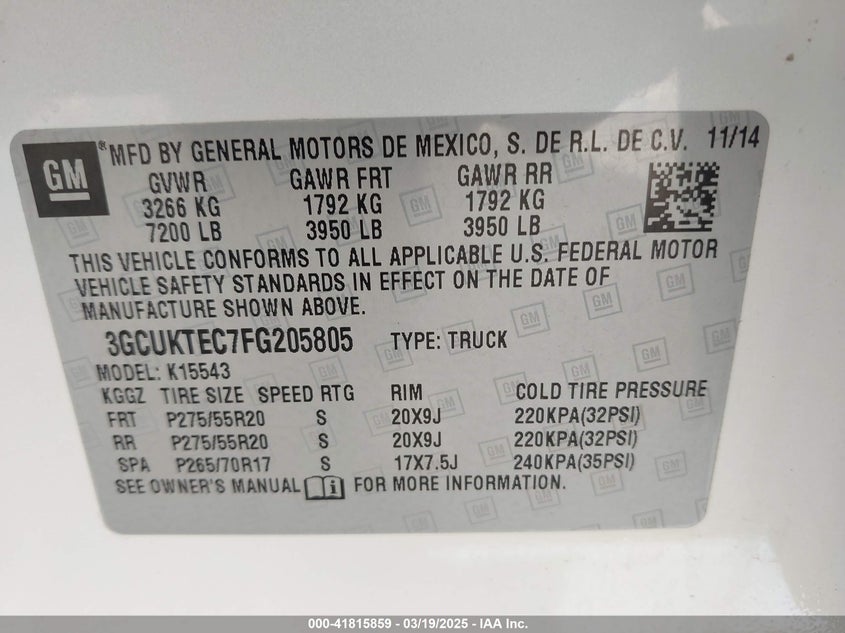 GM
® MFD BY GENERAL MOTORS DE MEXICO, S. DE R.L. DE C.V. 11/14
GVWR GAWR FRT GAWR RR
3266 KG 1792 KG 1792 KG
7200 LB 3950 LB 3950 LB
THIS VEHICLE CONFORMS TO ALL APPLICABLE U.S. FEDERAL MOTOR
VEHICLE SAFETY STANDARDS IN EFFECT ON THE DATE OF
MANUFACTURE SHOWN ABOVE.
3GCUKTEC7FG205805 TYPE: TRUCK
MODEL: K15543
KGGZ TIRE SIZE SPEED RTG RIM COLD TIRE PRESSURE
FRT P275/55R20 S 20X9J 220KPA(32PSI)
RR P275/55R20 S 20X9J 220KPA(32PSI)
SPA P265/70R17 S 17X7.5J 240KPA(35PSI)
SEE OWNER'S MANUAL FOR MORE INFORMATION.
000-41815859 - 03/19/2025 - IAA Inc.